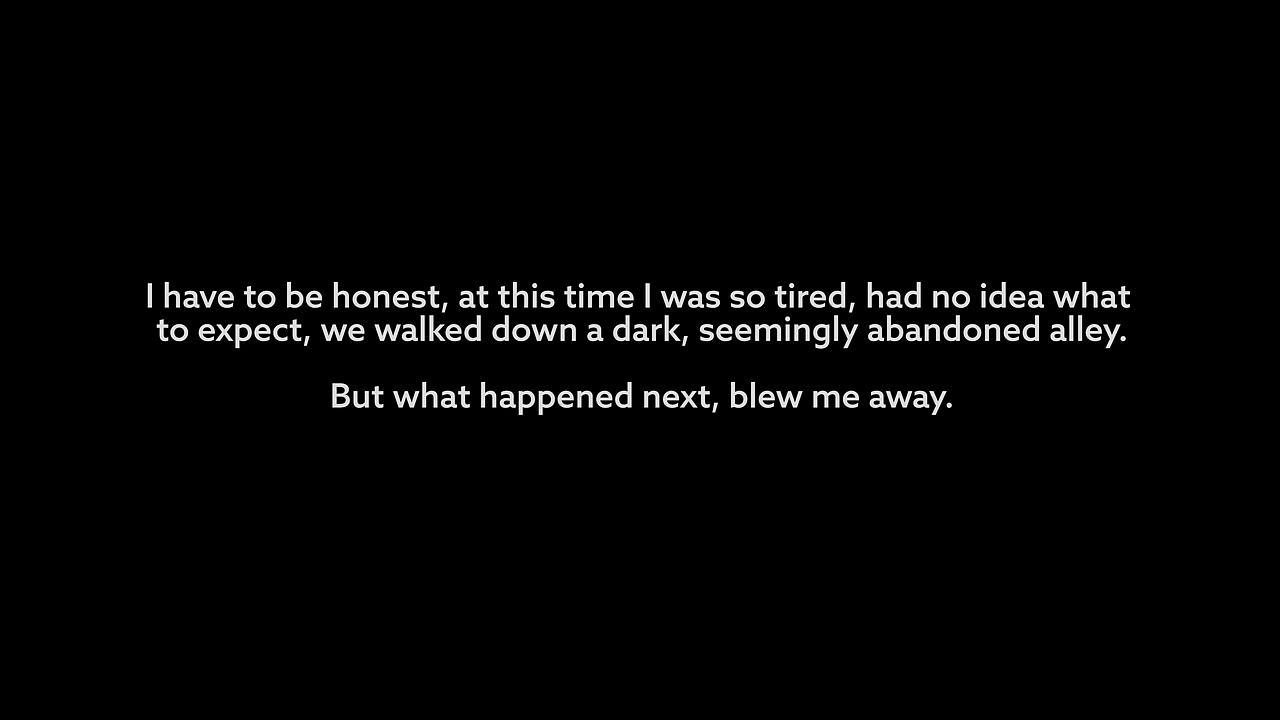 I have to be honest, at this time I was so tired, had no idea what
to expect, we walked down a dark, seemingly abandoned alley.
But what happened next, blew me away.